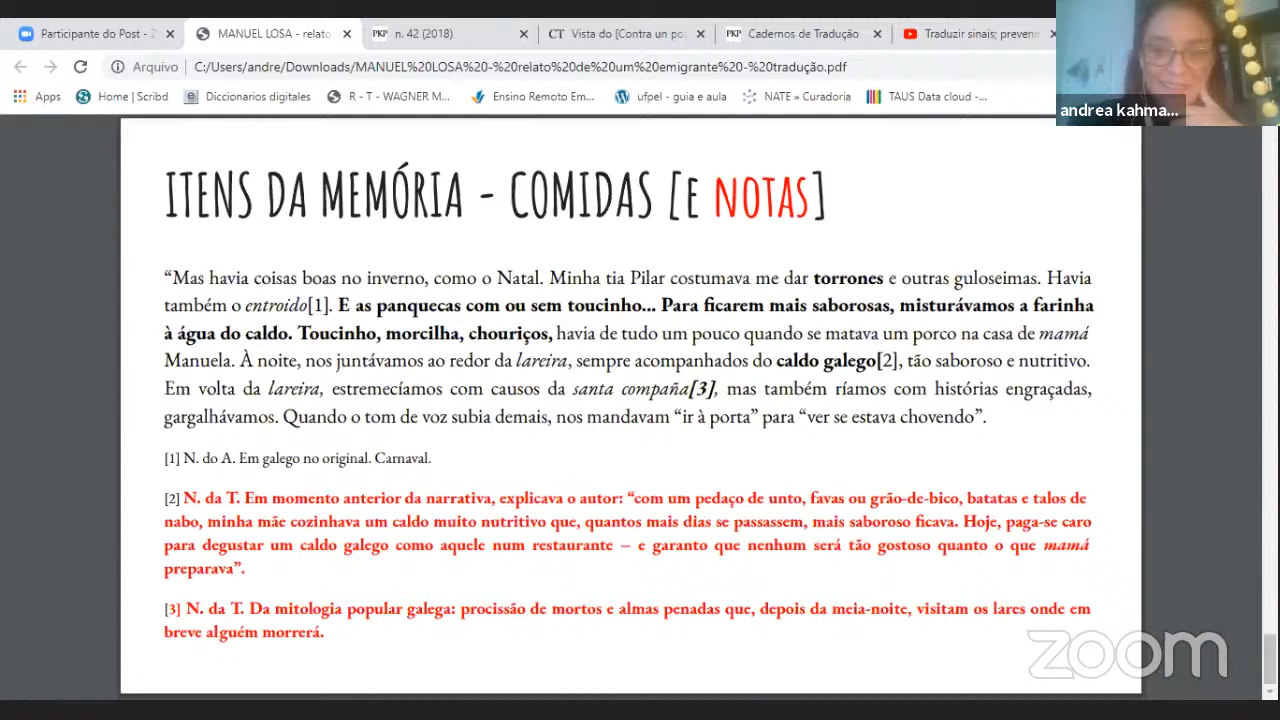 Participante do Post - Z
MANUEL LOSA - relato
PKP n. 42 (2018)
CT Vista do [Contra un po
PKP Cadernos de Tradução
Traduzir sinais; preveni
Arquivo C:/Users/andre/Downloads/MANUEL%20LOSA%20-%20relato%20de%20um%20emigrante%20-%20tradução.pdf
Apps Home | Scribd Diccionarios digitales R - T - WAGNER M... Ensino Remoto Em... ufpel - guia e aula NATE » Curadoria TAUS Data cloud -...
andrea kahma...
ITENS DA MEMÓRIA - COMIDAS [E NOTAS]
“Mas havia coisas boas no inverno, como o Natal. Minha tia Pilar costumava me dar torrones e outras guloseimas. Havia
também o entroido[1]. E as panquecas com ou sem toucinho... Para ficarem mais saborosas, misturávamos a farinha
à água do caldo. Toucinho, morcilha, chouriços, havia de tudo um pouco quando se matava um porco na casa de mamá
Manuela. À noite, nos juntávamos ao redor da lareira, sempre acompanhados do caldo galego[2], tão saboroso e nutritivo.
Em volta da lareira, estremecíamos com causos da santa compaña[3], mas também ríamos com histórias engraçadas,
gargalhávamos. Quando o tom de voz subia demais, nos mandavam “ir à porta” para “ver se estava chovendo”.
[1] N. do A. Em galego no original. Carnaval.
[2] N. da T. Em momento anterior da narrativa, explicava o autor: “com um pedaço de unto, favas ou grão-de-bico, batatas e talos de
nabo, minha mãe cozinhava um caldo muito nutritivo que, quantos mais dias se passassem, mais saboroso ficava. Hoje, paga-se caro
para degustar um caldo galego como aquele num restaurante – e garanto que nenhum será tão gostoso quanto o que mamá
preparava”.
[3] N. da T. Da mitologia popular galega: procissão de mortos e almas penadas que, depois da meia-noite, visitam os lares onde em
breve alguém morrerá.
zoom